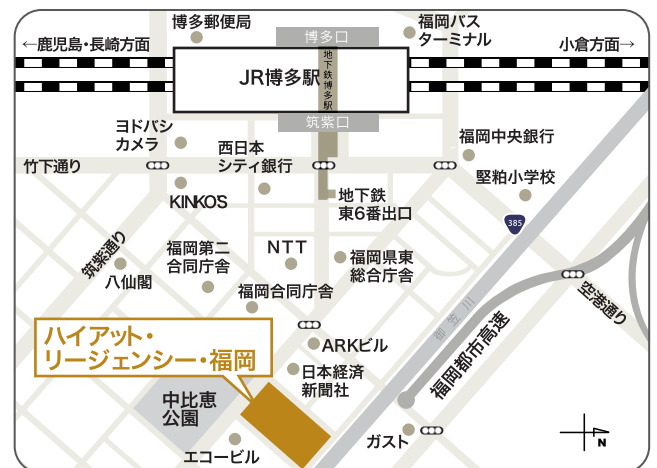 博多郵便局
博多口
福岡バス
ターミナル
←鹿児島・長崎方面
小倉方面→
JR博多駅
地下鉄博多駅
筑紫口
ヨドバシ
カメラ
西日本
シティ銀行
福岡中央銀行
竹下通り
堅粕小学校
KINKO'S
地下鉄
東6番出口
385
筑紫通り
八仙閣
福岡第二
合同庁舎
NTT
福岡県東
総合庁舎
福岡合同庁舎
空港通り
御笠川
福岡都市高速
ハイアット・
リージェンシー・福岡
ARKビル
日本経済
新聞社
中比恵
公園
エコービル
ガスト
N